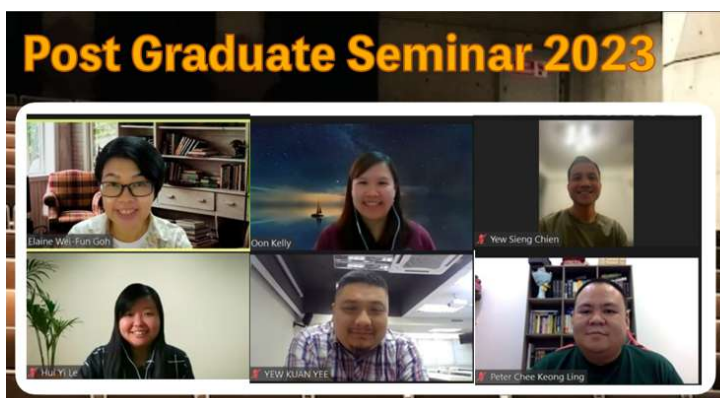 Post Graduate Seminar 2023
Elaine Wei-Fun Goh
Oon Kelly
Yew Sieng Chien
Hui Yi Le
YEW KUAN YEE
Peter Chee Keong Ling